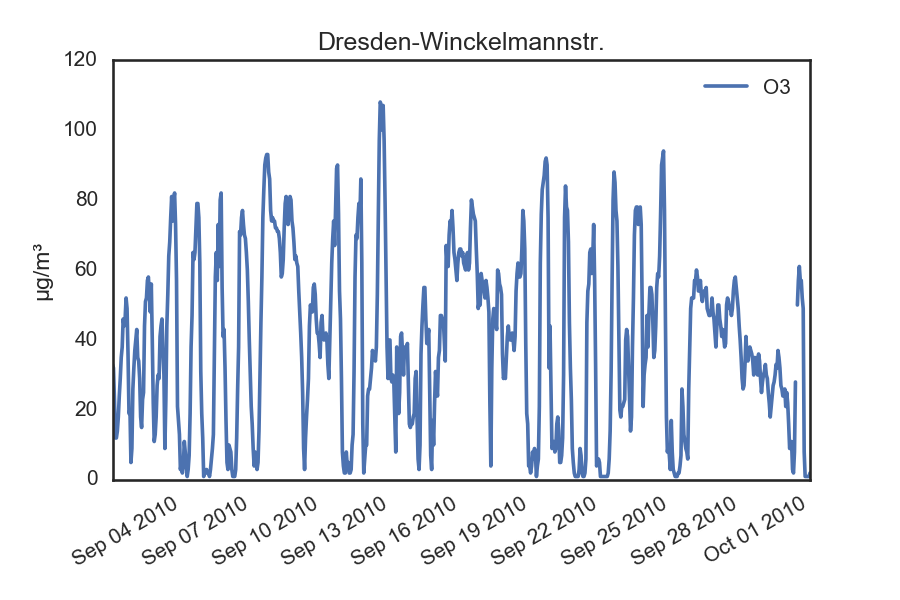 Dresden-Winckelmannstr.
120
100
80
60
40
20
0
µg/m³
O3
Sep 04 2010
Sep 07 2010
Sep 10 2010
Sep 13 2010
Sep 16 2010
Sep 19 2010
Sep 22 2010
Sep 25 2010
Sep 28 2010
Oct 01 2010